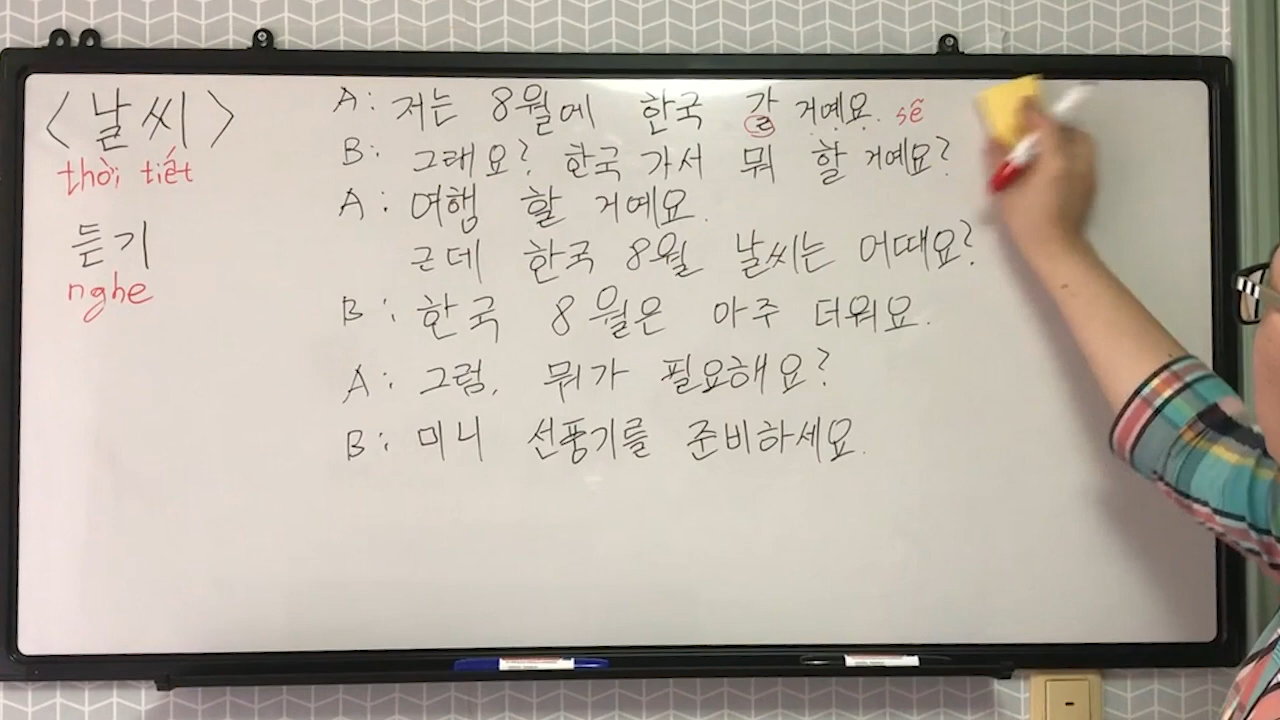 <날씨>
thời tiết
듣기
nghe
A: 저는 8월에 한국 갈 거예요. sẽ
B: 그래요? 한국 가서 뭐 할 거예요?
A: 여행 할 거예요.
근데 한국 8월 날씨는 어때요?
B: 한국 8월은 아주 더워요.
A: 그럼, 뭐가 필요해요?
B: 미니 선풍기를 준비하세요.